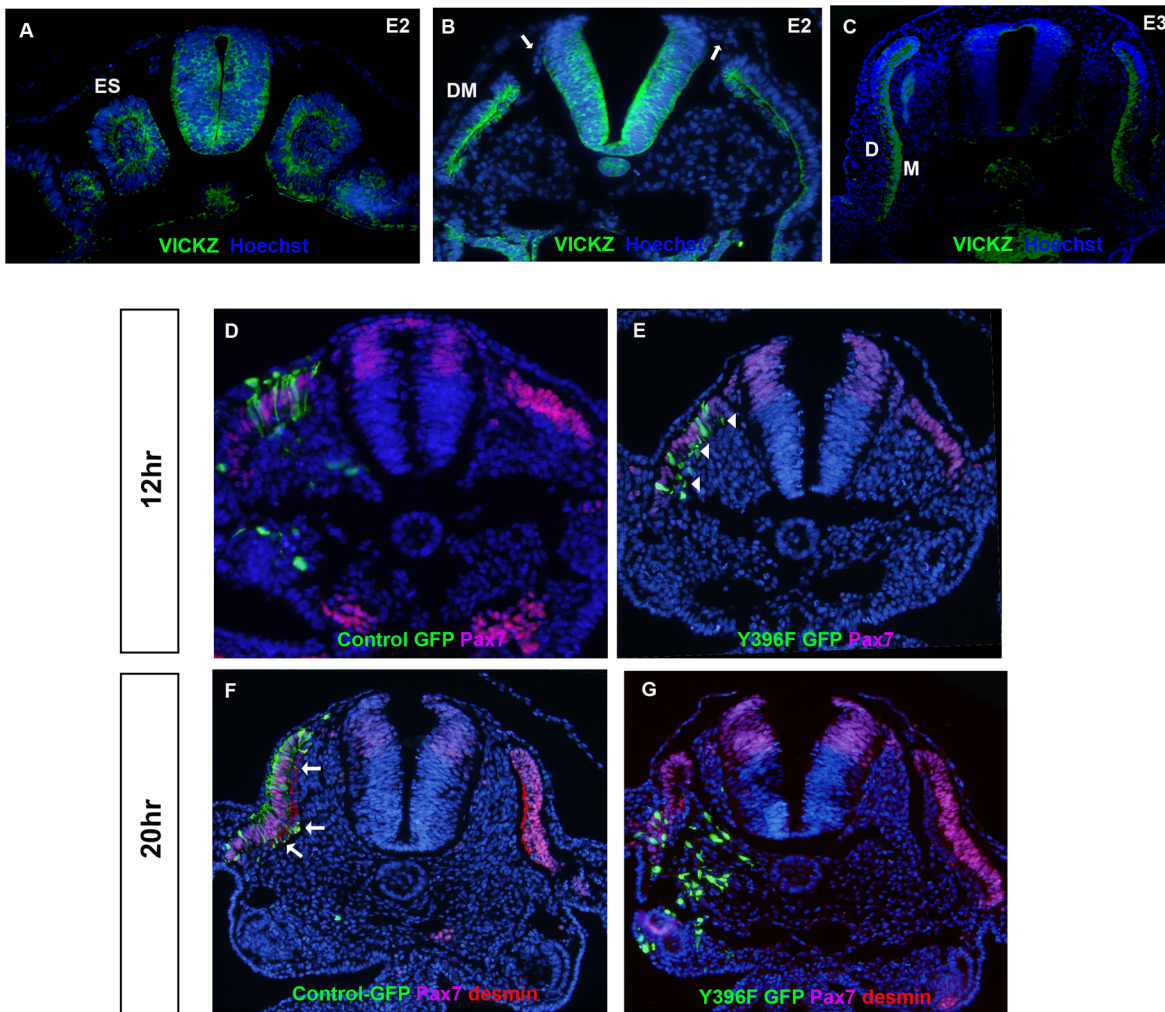 A E2
ES
VICKZ Hoechst
B E2
DM
VICKZ Hoechst
C E3
D
M
VICKZ Hoechst
12hr
D
Control GFP Pax7
E
Y396F GFP Pax7
20hr
F
Control-GFP Pax7 desmin
G
Y396F GFP Pax7 desmin